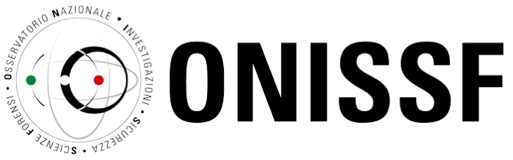 Osservatorio Nazionale • Investigazioni • Sicurezza • Scienze Forensi •
ONISSF